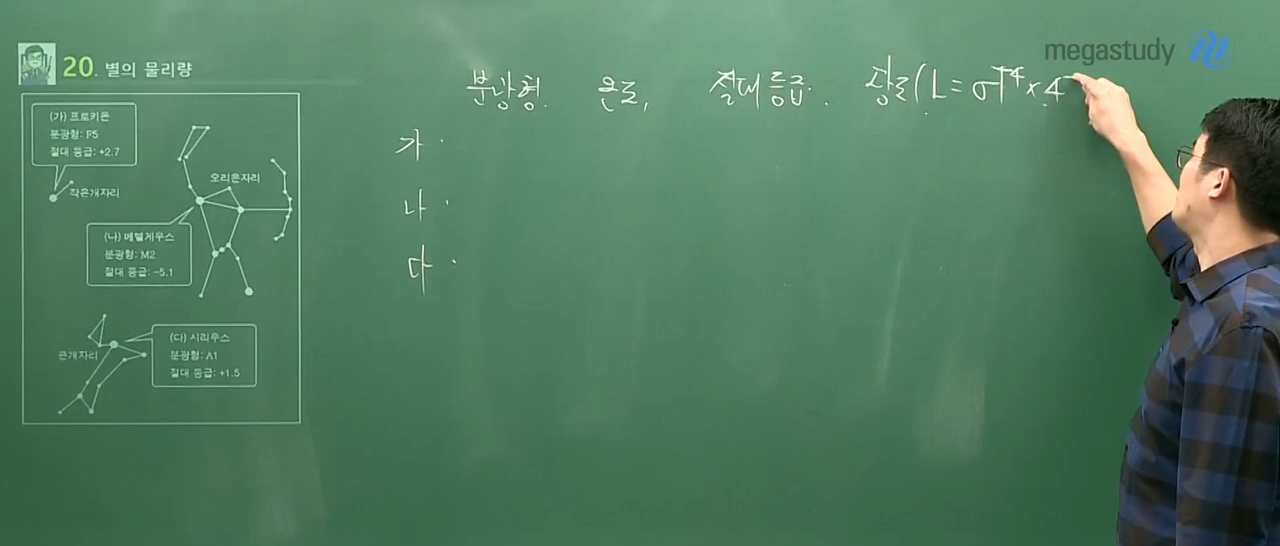 megastudy
20. 별의 물리량
(가) 프로키온
분광형: F5
절대 등급: +2.7
작은개자리
오리온자리
(나) 베텔게우스
분광형: M2
절대 등급: -5.1
(다) 시리우스
분광형: A1
절대 등급: +1.5
큰개자리
분광형. 온도, 절대등급. 광도(L= σT⁴×4
가.
나.
다.